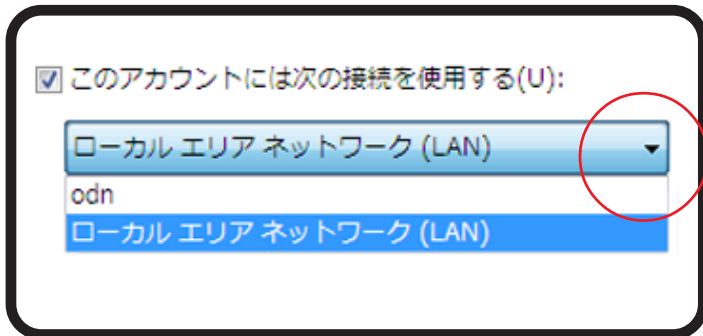 このアカウントには次の接続を使用する(U):
ローカル エリア ネットワーク (LAN)
odn
ローカル エリア ネットワーク (LAN)